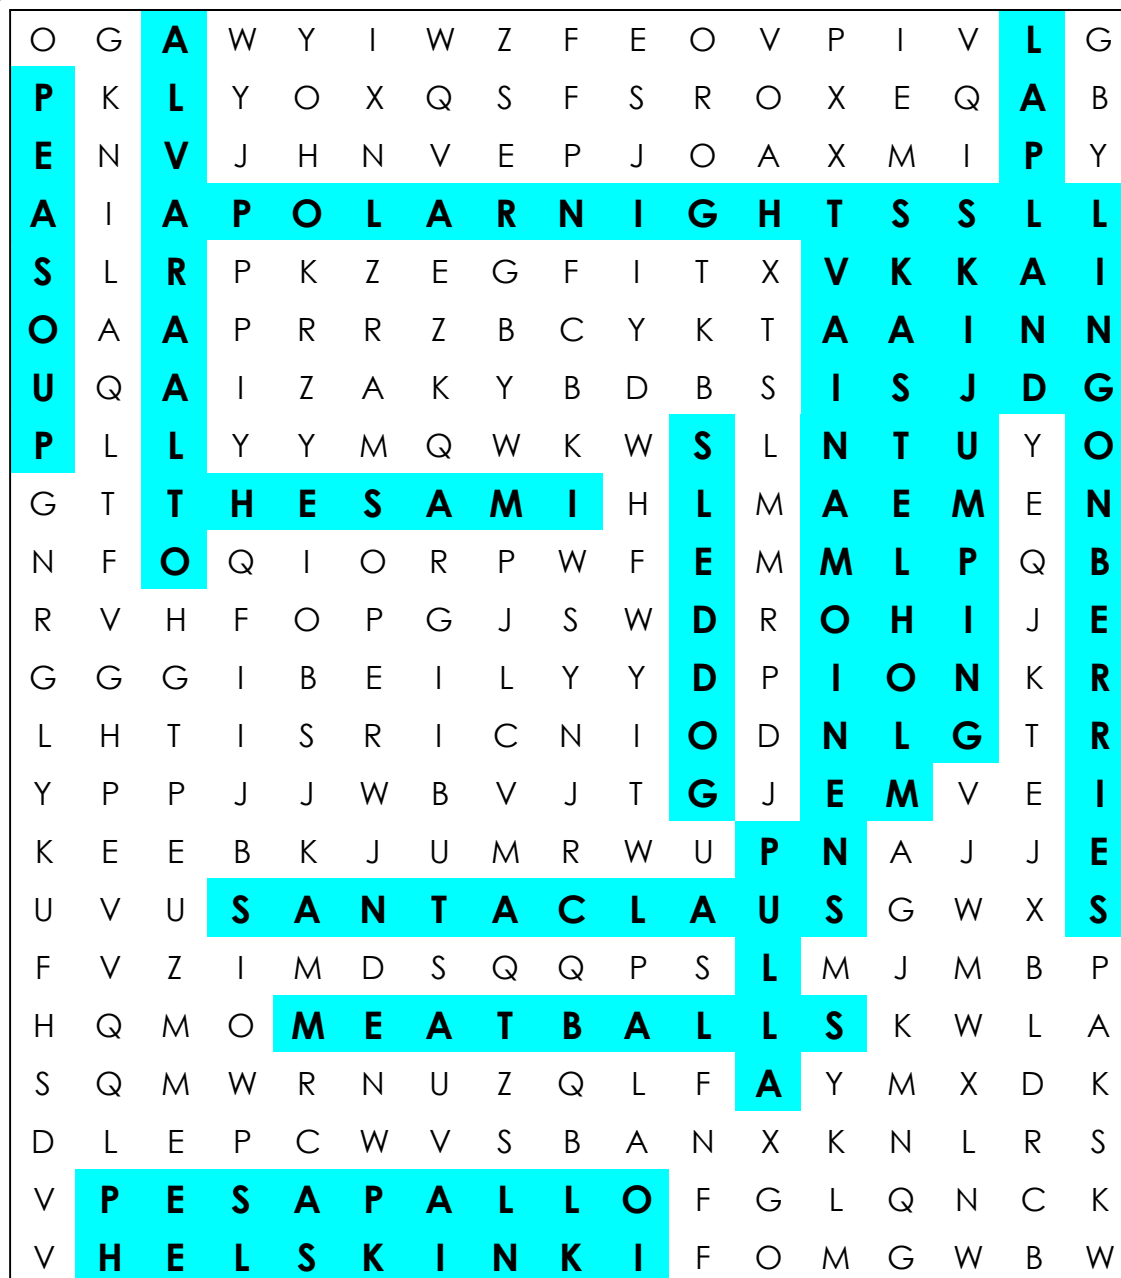 O G A W Y I W Z F E O V P I V L G
P K L Y O X Q S F S R O X E Q A B
E N V J H N V E P J O A X M I P Y
A I A P O L A R N I G H T S S L L
S L R P K Z E G F I T X V K K A I
O A A P R R Z B C Y K T A A I N N
U Q A I Z A K Y B D B S I S J D G
P L L Y Y M Q W K W S L N T U Y O
G T T H E S A M I H L M A E M E N
N F O Q I O R P W F E M M L P Q B
R V H F O P G J S W D R O H I J E
G G G I B E I L Y Y D P I O N K R
L H T I S R I C N I O D N L G T R
Y P P J J W B V J T G J E M V E I
K E E B K J U M R W U P N A J J E
U V U S A N T A C L A U S G W X S
F V Z I M D S Q Q P S L M J M B P
H Q M O M E A T B A L L S K W L A
S Q M W R N U Z Q L F A Y M X D K
D L E P C W V S B A N X K N L R S
V P E S A P A L L O F G L Q N C K
V H E L S K I N K I F O M G W B W